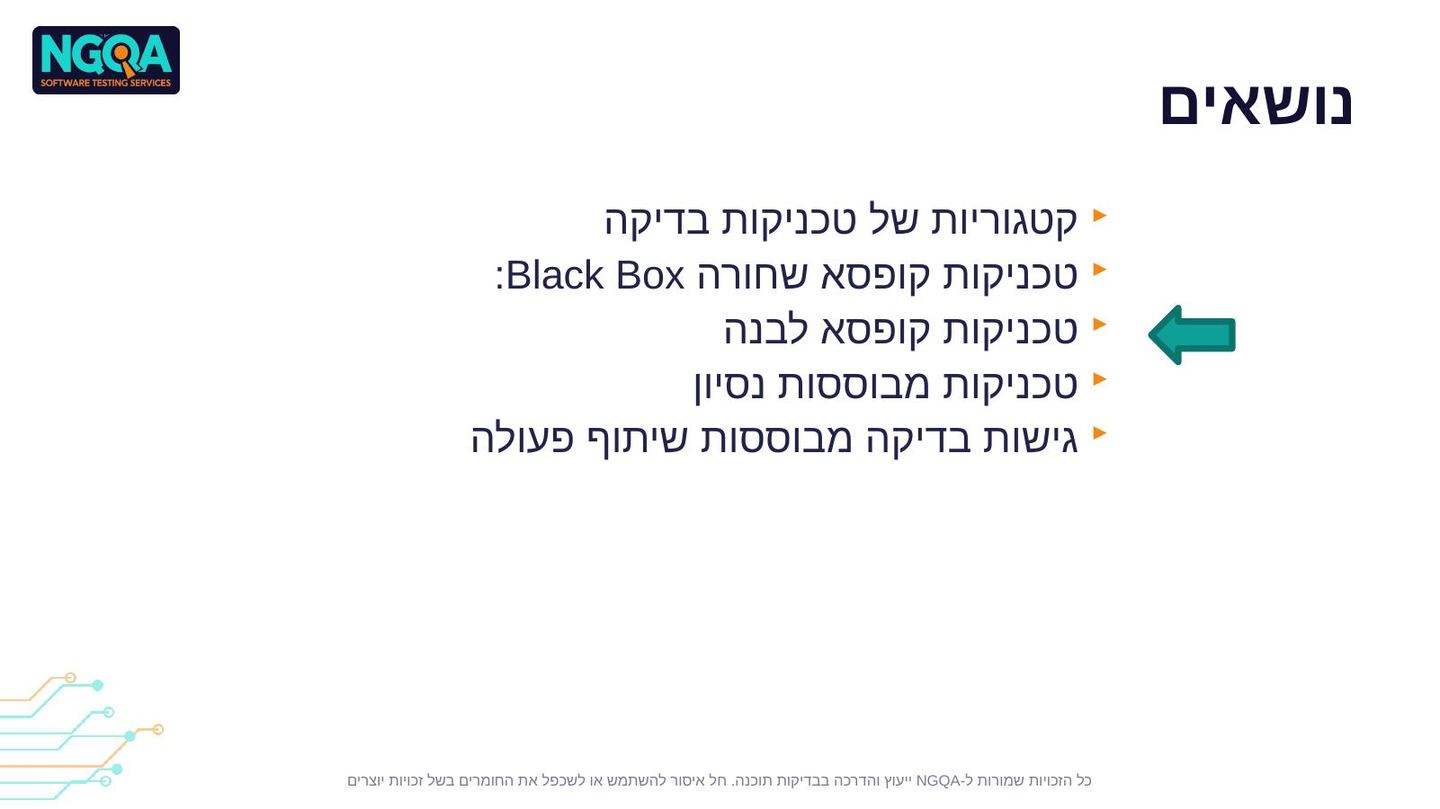 NGQA
SOFTWARE TESTING SERVICES
נושאים
קטגוריות של טכניקות בדיקה
טכניקות קופסא שחורה Black Box:
טכניקות קופסא לבנה
טכניקות מבוססות נסיון
גישות בדיקה מבוססות שיתוף פעולה
כל הזכויות שמורות ל-NGQA ייעוץ והדרכה בבדיקות תוכנה. חל איסור להשתמש או לשכפל את החומרים בשל זכויות יוצרים